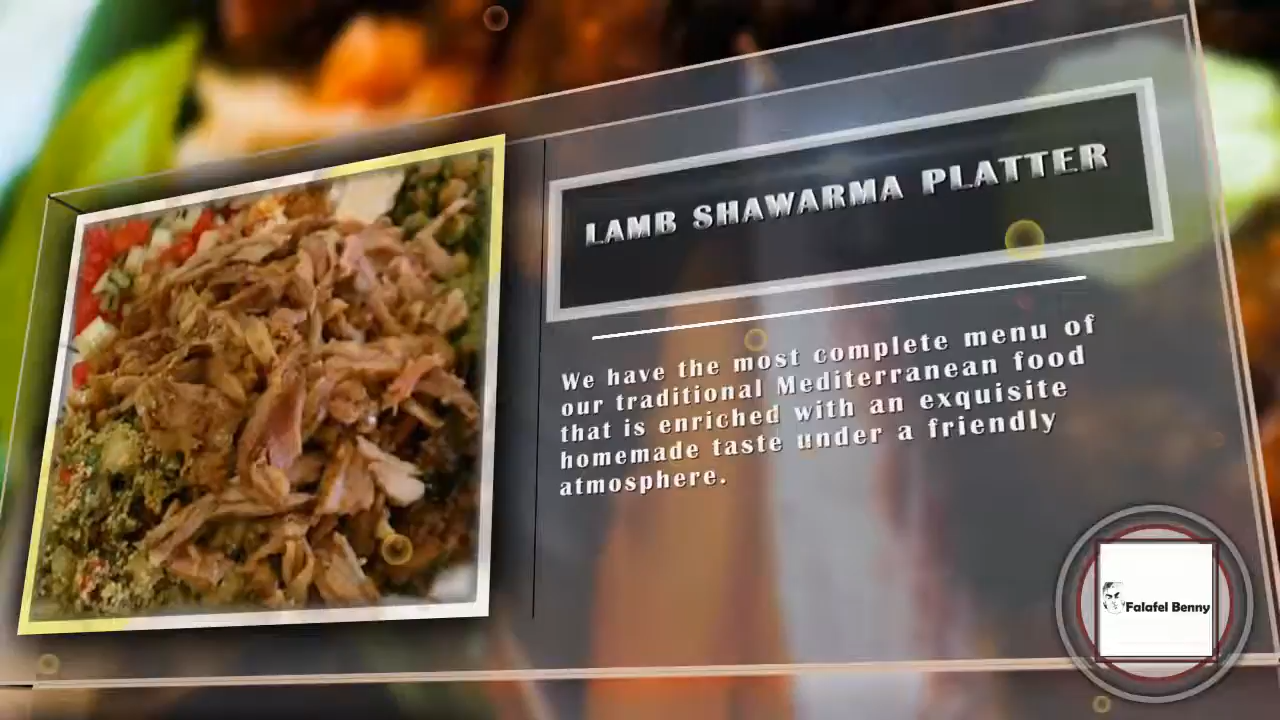 LAMB SHAWARMA PLATTER
We have the most complete menu of
our traditional Mediterranean food
that is enriched with an exquisite
homemade taste under a friendly
atmosphere.
Falafel Benny